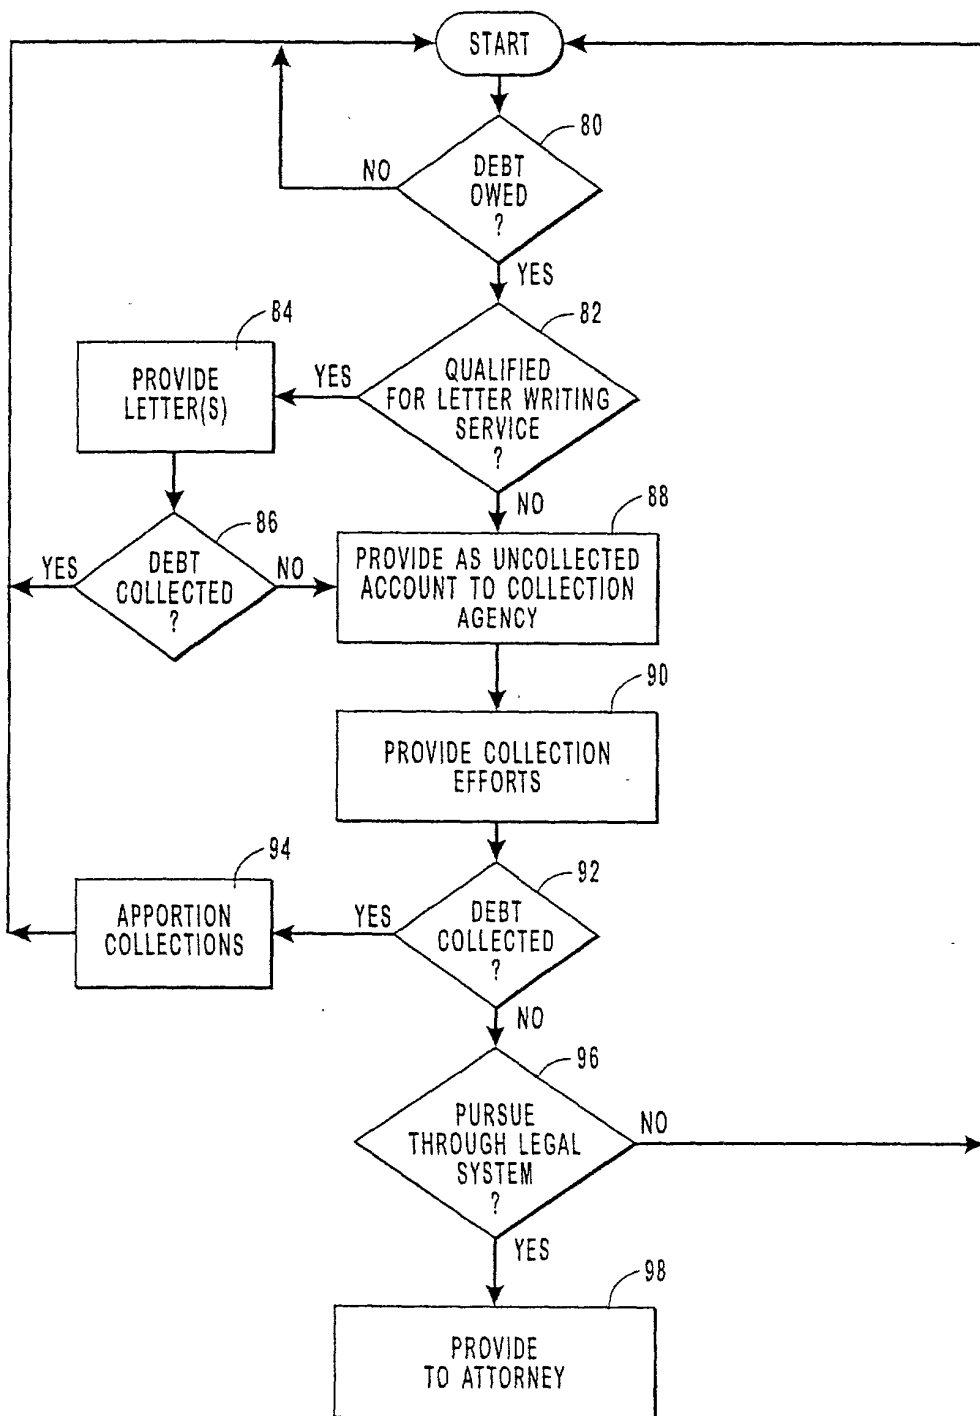 START
80
DEBT
OWED
?
NO
YES
82
QUALIFIED
FOR LETTER WRITING
SERVICE
?
YES
NO
84
PROVIDE
LETTER(S)
86
DEBT
COLLECTED
?
YES
NO
88
PROVIDE AS UNCOLLECTED
ACCOUNT TO COLLECTION
AGENCY
90
PROVIDE COLLECTION
EFFORTS
92
DEBT
COLLECTED
?
YES
NO
94
APPORTION
COLLECTIONS
96
PURSUE
THROUGH LEGAL
SYSTEM
?
NO
YES
98
PROVIDE
TO ATTORNEY